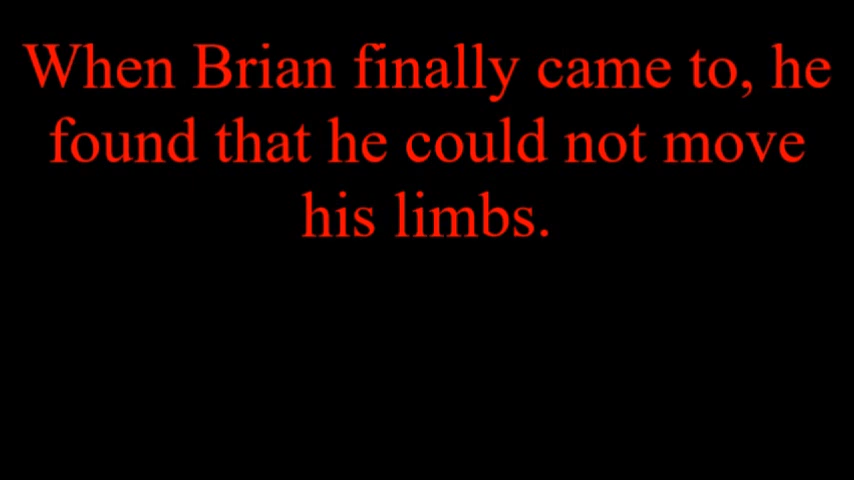 When Brian finally came to, he
found that he could not move
his limbs.